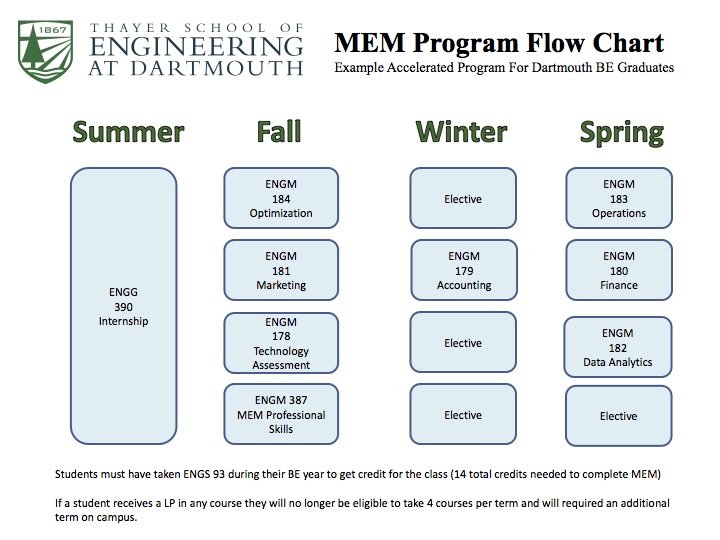 1867
THAYER SCHOOL OF
ENGINEERING
AT DARTMOUTH
MEM Program Flow Chart
Example Accelerated Program For Dartmouth BE Graduates
Summer
Fall
Winter
Spring
ENGG
390
Internship
ENGM
184
Optimization
ENGM
181
Marketing
ENGM
178
Technology
Assessment
ENGM 387
MEM Professional
Skills
Elective
ENGM
179
Accounting
Elective
Elective
ENGM
183
Operations
ENGM
180
Finance
ENGM
182
Data Analytics
Elective
Students must have taken ENGS 93 during their BE year to get credit for the class (14 total credits needed to complete MEM)
If a student receives a LP in any course they will no longer be eligible to take 4 courses per term and will required an additional
term on campus.